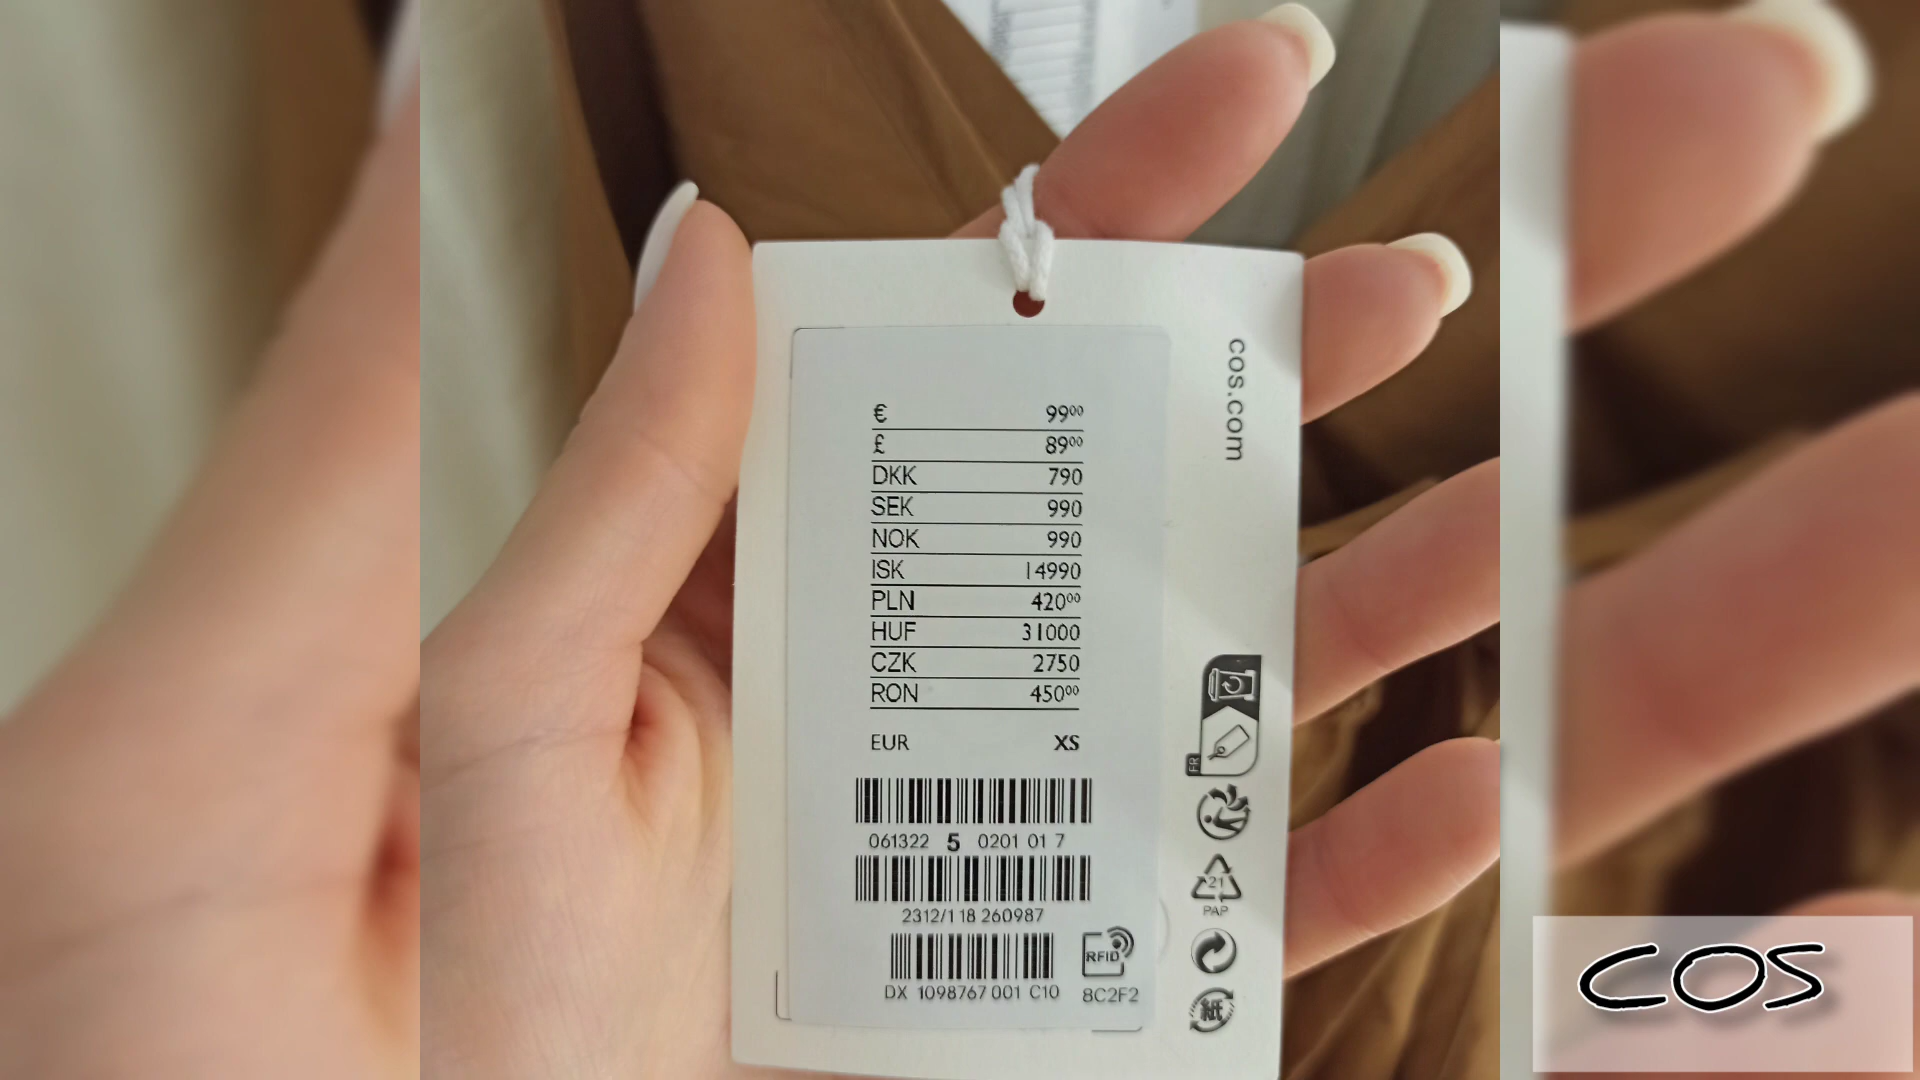 € 99⁰⁰
£ 89⁰⁰
DKK 790
SEK 990
NOK 990
ISK 14990
PLN 420⁰⁰
HUF 31000
CZK 2750
RON 450⁰⁰
EUR XS
061322 5 0201 01 7
2312/1 18 260987
DX 1098767 001 C10
RFID
8C2F2
cos.com
FR
21
PAP
紙
COS